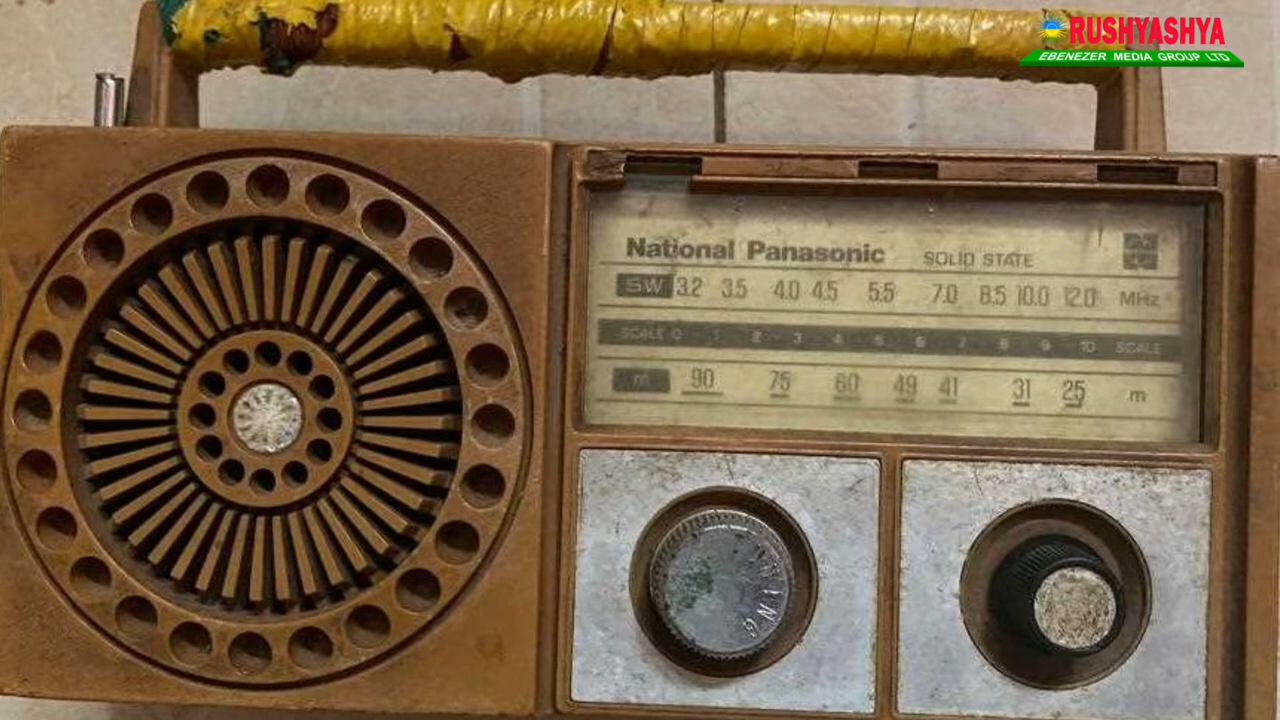 RUSHYASHYA
EBENEZER MEDIA GROUP LTD
National Panasonic SOLID STATE
SW 3.2 3.5 4.0 4.5 5.5 7.0 8.5 10.0 12.0 MHz
SCALE 0 1 2 3 4 5 6 7 8 9 10 SCALE
m 90 75 60 49 41 31 25 m